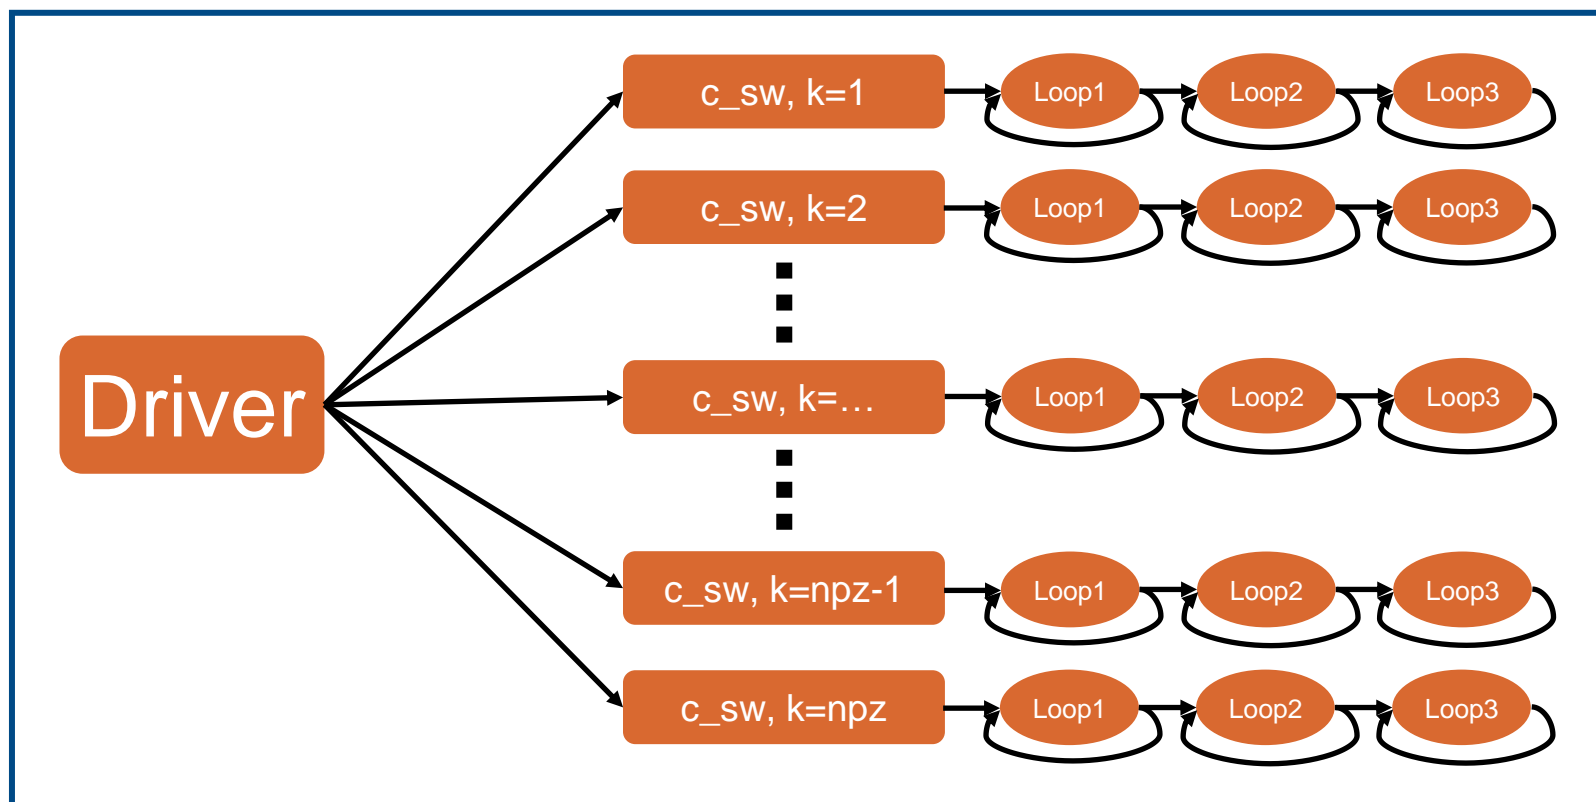 c_sw, k=1
Loop1
Loop2
Loop3
c_sw, k=2
Loop1
Loop2
Loop3
Driver
c_sw, k=…
Loop1
Loop2
Loop3
c_sw, k=npz-1
Loop1
Loop2
Loop3
c_sw, k=npz
Loop1
Loop2
Loop3